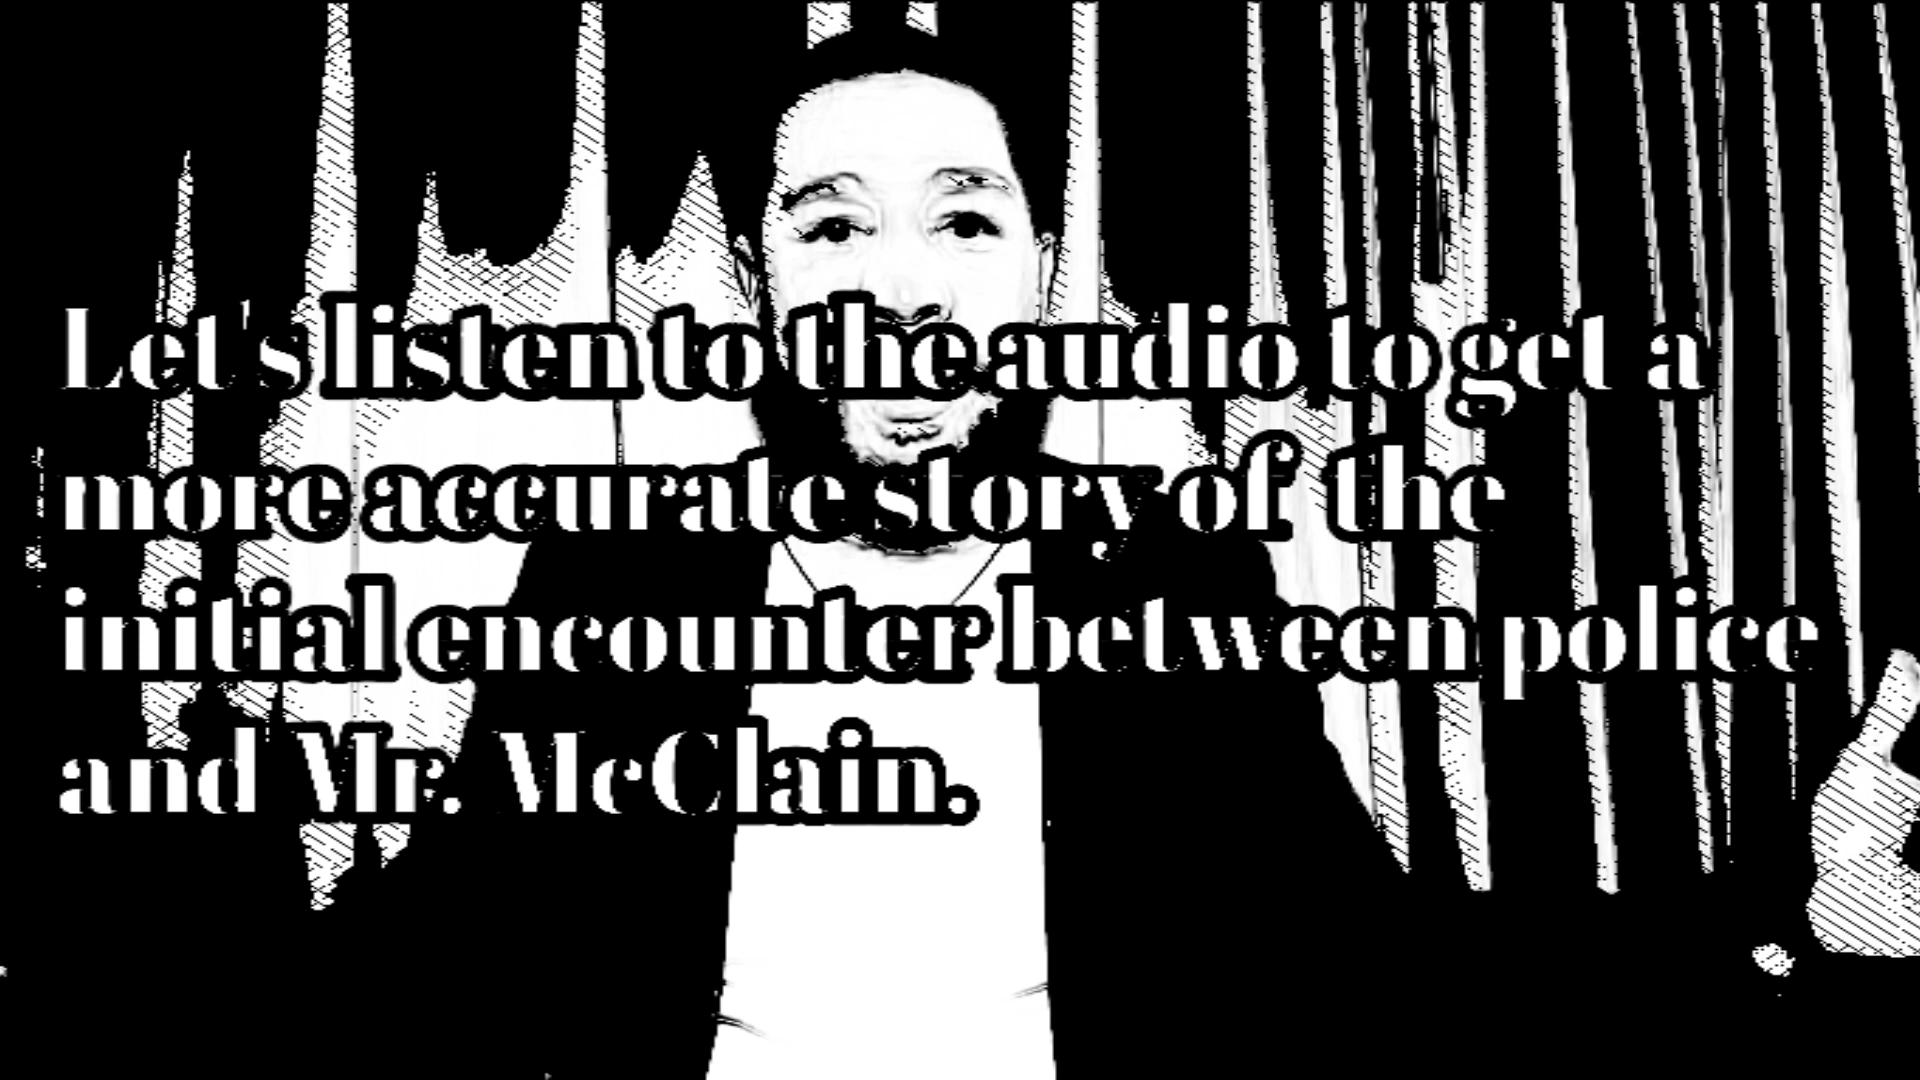 Let's listen to the audio to get a
more accurate story of the
initial encounter between police
and Mr. McClain.